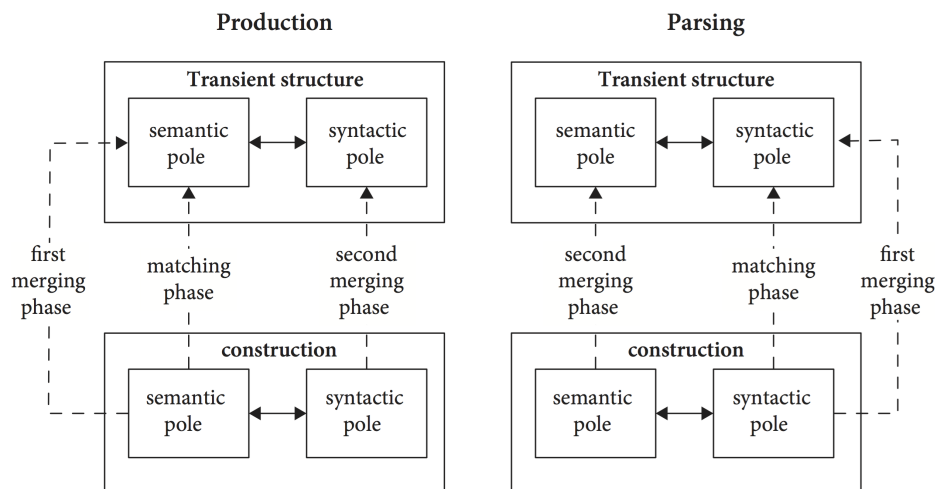 Production
Transient structure
semantic
pole
syntactic
pole
first
merging
phase
matching
phase
second
merging
phase
construction
semantic
pole
syntactic
pole
Parsing
Transient structure
semantic
pole
syntactic
pole
second
merging
phase
matching
phase
first
merging
phase
construction
semantic
pole
syntactic
pole